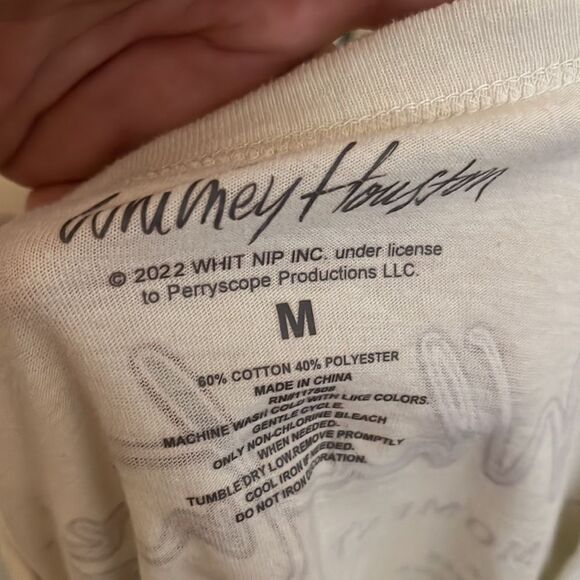 Whitney Houston
© 2022 WHIT NIP INC. under license
to Perryscope Productions LLC.
M
60% COTTON 40% POLYESTER
MADE IN CHINA
RN#117508
MACHINE WASH COLD WITH LIKE COLORS.
GENTLE CYCLE.
ONLY NON-CHLORINE BLEACH
WHEN NEEDED.
TUMBLE DRY LOW.REMOVE PROMPTLY
COOL IRON IF NEEDED.
DO NOT IRON DECORATION.